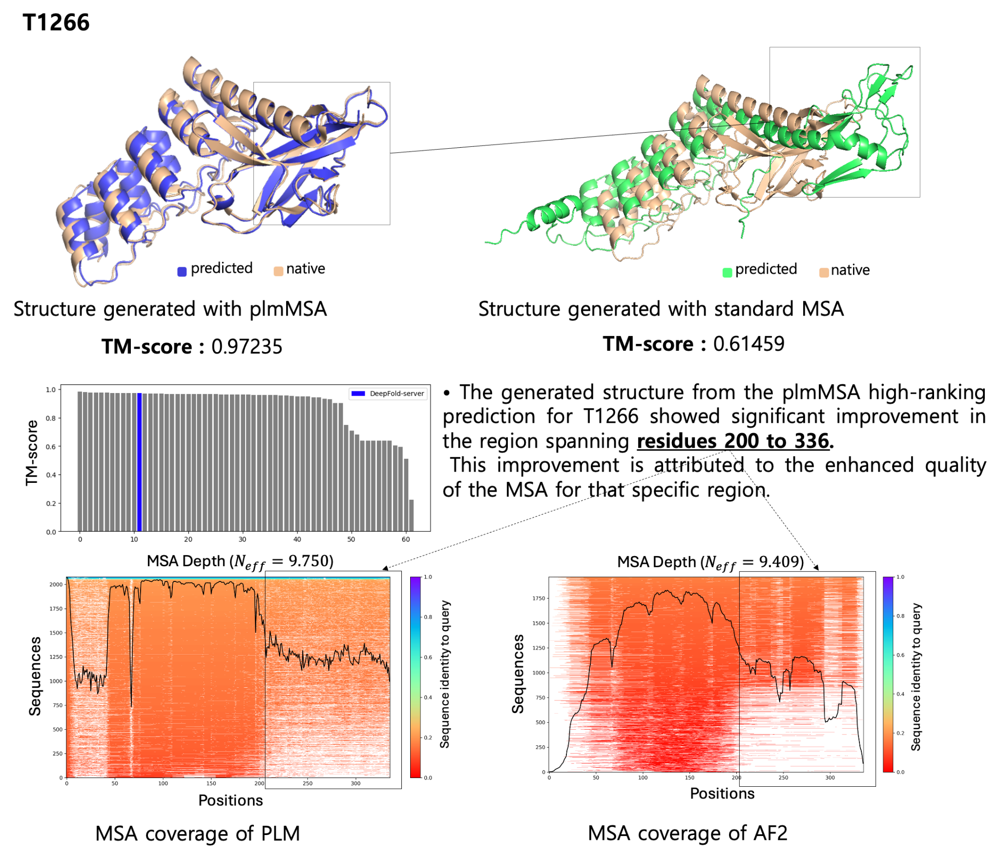 T1266
predicted
native
predicted
native
Structure generated with plmMSA
Structure generated with standard MSA
TM-score : 0.97235
TM-score : 0.61459
TM-score
1.0
0.8
0.6
0.4
0.2
0.0
DeepFold-server
0 10 20 30 40 50 60
• The generated structure from the plmMSA high-ranking
prediction for T1266 showed significant improvement in
the region spanning residues 200 to 336.
This improvement is attributed to the enhanced quality
of the MSA for that specific region.
MSA Depth (Neff = 9.750)
Sequences
2000
1750
1500
1250
1000
750
500
250
0
0 50 100 150 200 250 300
Positions
1.0
0.8
0.6
0.4
0.2
0.0
Sequence identity to query
MSA coverage of PLM
MSA Depth (Neff = 9.409)
Sequences
1750
1500
1250
1000
750
500
250
0
0 50 100 150 200 250 300
Positions
1.0
0.8
0.6
0.4
0.2
0.0
Sequence identity to query
MSA coverage of AF2